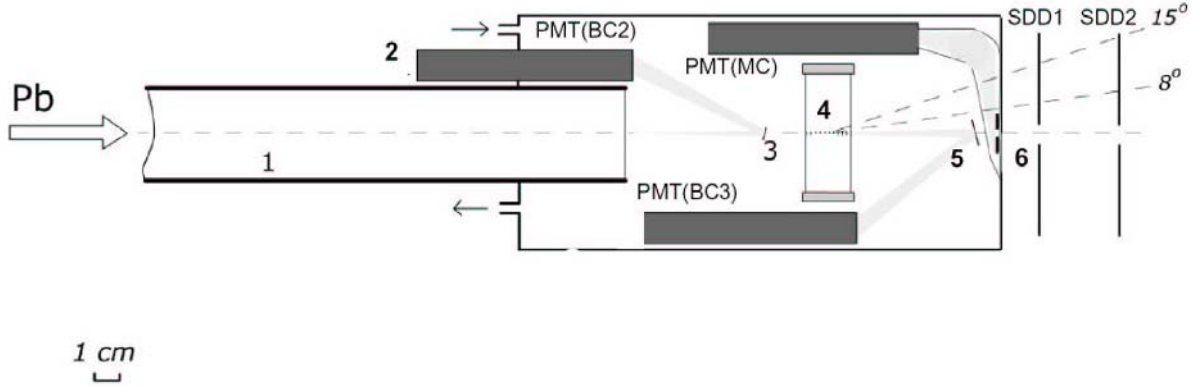 PMT(BC2)
SDD1 SDD2 15°
2
PMT(MC)
Pb
8°
4
1
3
5
6
PMT(BC3)
1 cm